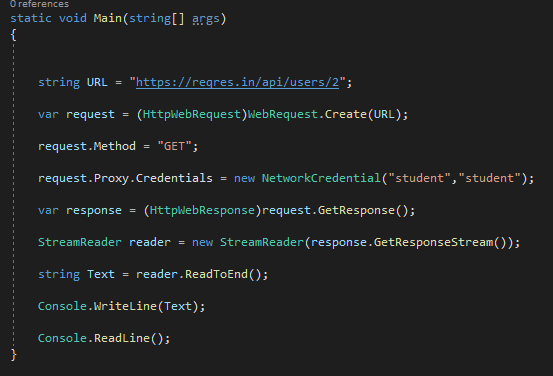 0 references
static void Main(string[] args)
{
string URL = "https://reqres.in/api/users/2";
var request = (HttpWebRequest)WebRequest.Create(URL);
request.Method = "GET";
request.Proxy.Credentials = new NetworkCredential("student","student");
var response = (HttpWebResponse)request.GetResponse();
StreamReader reader = new StreamReader(response.GetResponseStream());
string Text = reader.ReadToEnd();
Console.WriteLine(Text);
Console.ReadLine();
}